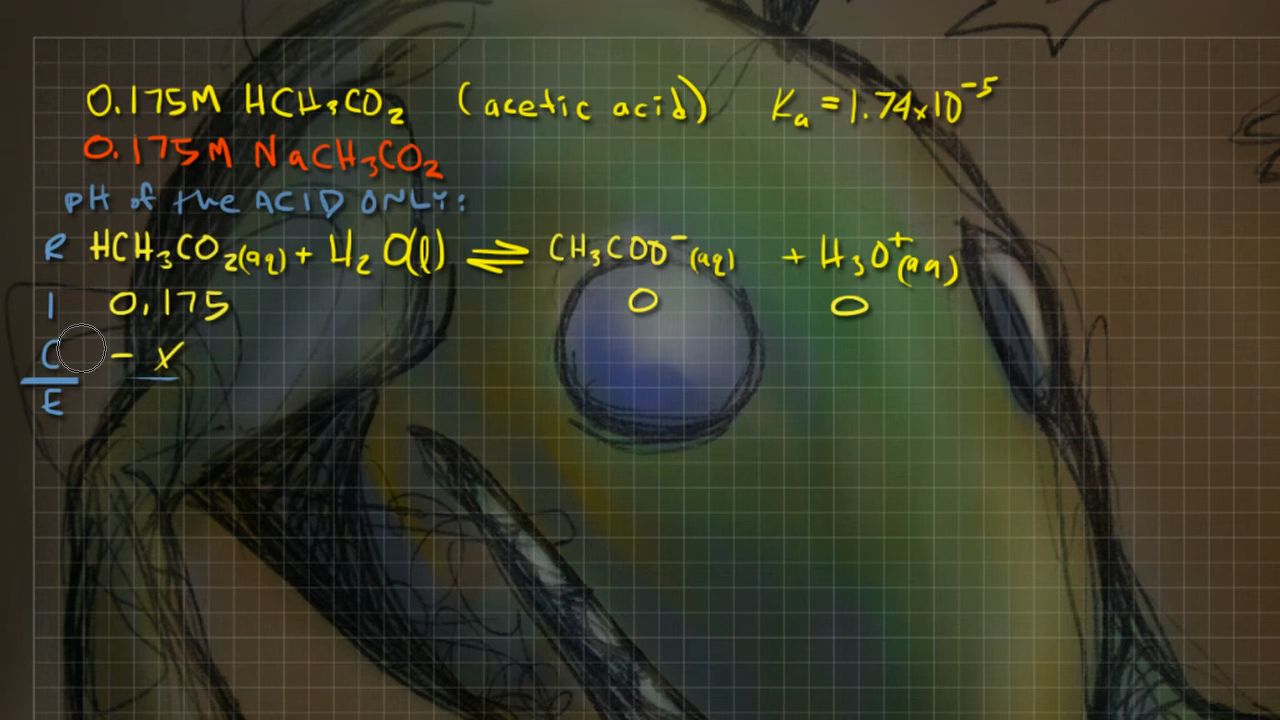 0.175M HCH₃CO₂ (acetic acid) Ka = 1.74x10⁻⁵
0.175M NaCH₃CO₂
pH of the ACID ONLY:
R HCH₃CO₂(aq) + H₂O(l) ⇌ CH₃COO⁻(aq) + H₃O⁺(aq)
I 0.175 0 0
C - x
E